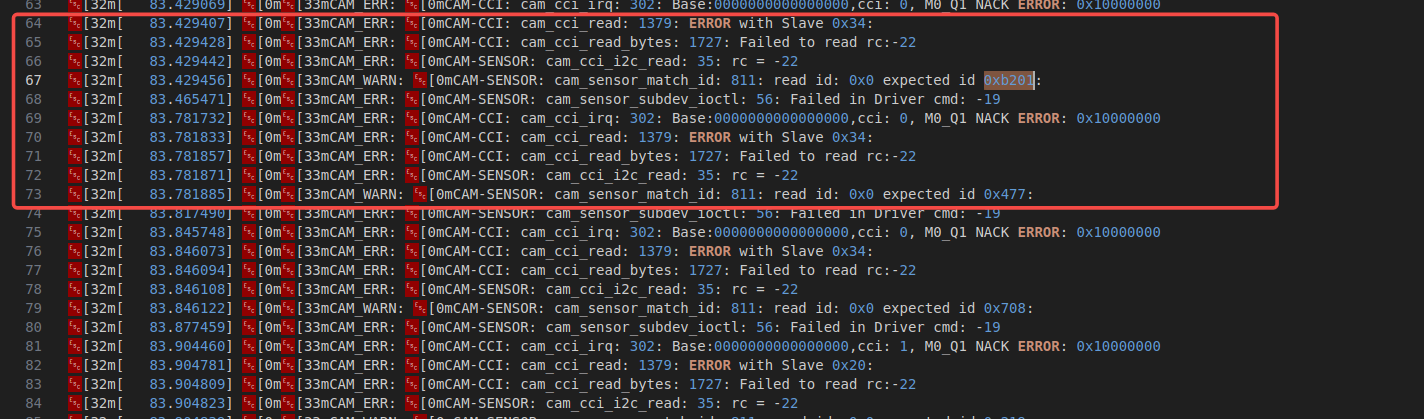 63 [32m[ 83.429069] [0m[33mCAM_ERR: [0mCAM-CCI: cam_cci_irq: 302: Base:0000000000000000,cci: 0, M0_Q1 NACK ERROR: 0x10000000
64 [32m[ 83.429407] [0m[33mCAM_ERR: [0mCAM-CCI: cam_cci_read: 1379: ERROR with Slave 0x34:
65 [32m[ 83.429428] [0m[33mCAM_ERR: [0mCAM-CCI: cam_cci_read_bytes: 1727: Failed to read rc:-22
66 [32m[ 83.429442] [0m[33mCAM_ERR: [0mCAM-SENSOR: cam_cci_i2c_read: 35: rc = -22
67 [32m[ 83.429456] [0m[33mCAM_WARN: [0mCAM-SENSOR: cam_sensor_match_id: 811: read id: 0x0 expected id 0xb201:
68 [32m[ 83.465471] [0m[33mCAM_ERR: [0mCAM-SENSOR: cam_sensor_subdev_ioctl: 56: Failed in Driver cmd: -19
69 [32m[ 83.781732] [0m[33mCAM_ERR: [0mCAM-CCI: cam_cci_irq: 302: Base:0000000000000000,cci: 0, M0_Q1 NACK ERROR: 0x10000000
70 [32m[ 83.781833] [0m[33mCAM_ERR: [0mCAM-CCI: cam_cci_read: 1379: ERROR with Slave 0x34:
71 [32m[ 83.781857] [0m[33mCAM_ERR: [0mCAM-CCI: cam_cci_read_bytes: 1727: Failed to read rc:-22
72 [32m[ 83.781871] [0m[33mCAM_ERR: [0mCAM-SENSOR: cam_cci_i2c_read: 35: rc = -22
73 [32m[ 83.781885] [0m[33mCAM_WARN: [0mCAM-SENSOR: cam_sensor_match_id: 811: read id: 0x0 expected id 0x477:
74 [32m[ 83.817490] [0m[33mCAM_ERR: [0mCAM-SENSOR: cam_sensor_subdev_ioctl: 56: Failed in Driver cmd: -19
75 [32m[ 83.845748] [0m[33mCAM_ERR: [0mCAM-CCI: cam_cci_irq: 302: Base:0000000000000000,cci: 0, M0_Q1 NACK ERROR: 0x10000000
76 [32m[ 83.846073] [0m[33mCAM_ERR: [0mCAM-CCI: cam_cci_read: 1379: ERROR with Slave 0x34:
77 [32m[ 83.846094] [0m[33mCAM_ERR: [0mCAM-CCI: cam_cci_read_bytes: 1727: Failed to read rc:-22
78 [32m[ 83.846108] [0m[33mCAM_ERR: [0mCAM-SENSOR: cam_cci_i2c_read: 35: rc = -22
79 [32m[ 83.846122] [0m[33mCAM_WARN: [0mCAM-SENSOR: cam_sensor_match_id: 811: read id: 0x0 expected id 0x708:
80 [32m[ 83.877459] [0m[33mCAM_ERR: [0mCAM-SENSOR: cam_sensor_subdev_ioctl: 56: Failed in Driver cmd: -19
81 [32m[ 83.904460] [0m[33mCAM_ERR: [0mCAM-CCI: cam_cci_irq: 302: Base:0000000000000000,cci: 1, M0_Q1 NACK ERROR: 0x10000000
82 [32m[ 83.904781] [0m[33mCAM_ERR: [0mCAM-CCI: cam_cci_read: 1379: ERROR with Slave 0x20:
83 [32m[ 83.904809] [0m[33mCAM_ERR: [0mCAM-CCI: cam_cci_read_bytes: 1727: Failed to read rc:-22
84 [32m[ 83.904823] [0m[33mCAM_ERR: [0mCAM-SENSOR: cam_cci_i2c_read: 35: rc = -22